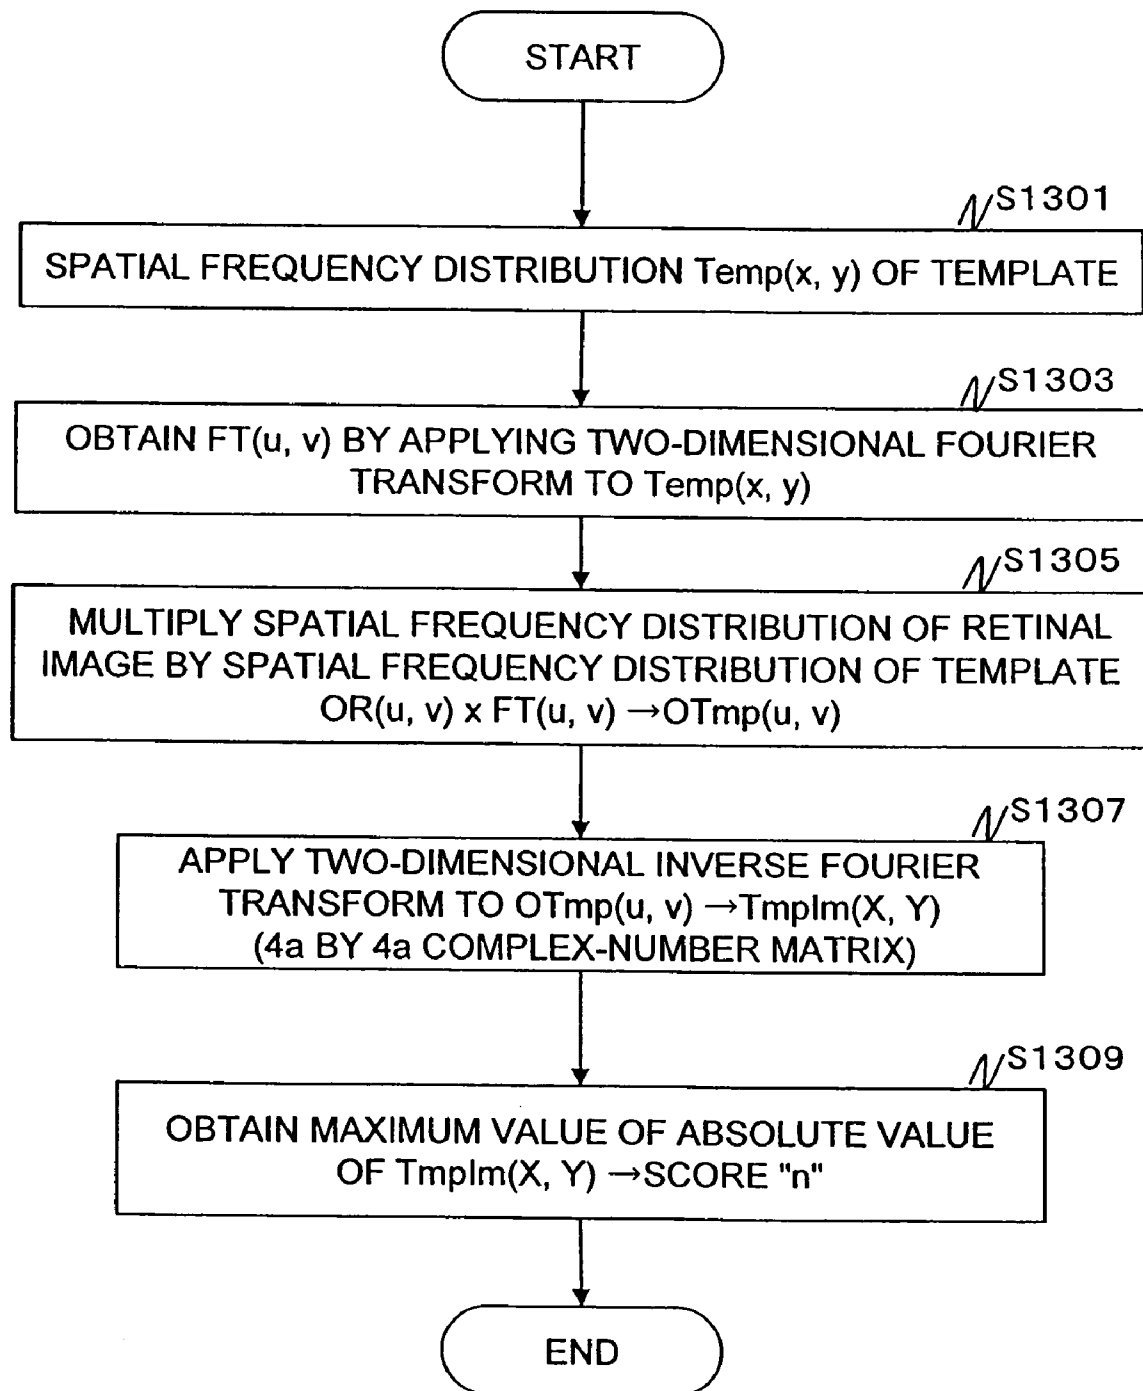 START
S1301
SPATIAL FREQUENCY DISTRIBUTION Temp(x, y) OF TEMPLATE
S1303
OBTAIN FT(u, v) BY APPLYING TWO-DIMENSIONAL FOURIER
TRANSFORM TO Temp(x, y)
S1305
MULTIPLY SPATIAL FREQUENCY DISTRIBUTION OF RETINAL
IMAGE BY SPATIAL FREQUENCY DISTRIBUTION OF TEMPLATE
OR(u, v) x FT(u, v) →OTmp(u, v)
S1307
APPLY TWO-DIMENSIONAL INVERSE FOURIER
TRANSFORM TO OTmp(u, v) →TmpIm(X, Y)
(4a BY 4a COMPLEX-NUMBER MATRIX)
S1309
OBTAIN MAXIMUM VALUE OF ABSOLUTE VALUE
OF TmpIm(X, Y) →SCORE "n"
END